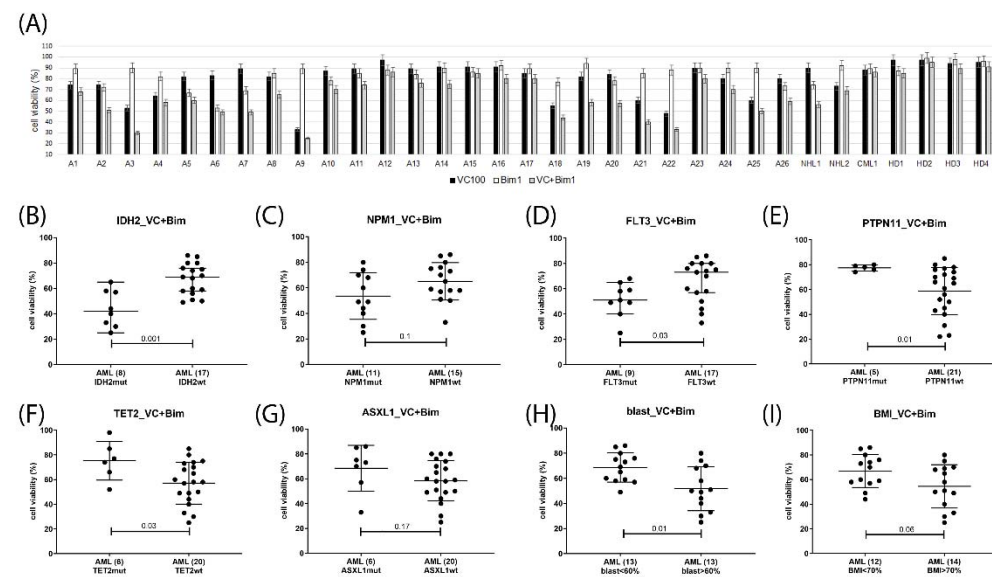 (A)
cell viability (%)
110
100
90
80
70
60
50
40
30
20
10
A1 A2 A3 A4 A5 A6 A7 A8 A9 A10 A11 A12 A13 A14 A15 A16 A17 A18 A19 A20 A21 A22 A23 A24 A25 A26 NHL1 NHL2 CML1 HD1 HD2 HD3 HD4
■VC100 □Bim1 ■VC+Bim1
(B) IDH2_VC+Bim
cell viability (%)
100
80
60
40
20
0
0.001
AML (8) AML (17)
IDH2mut IDH2wt
(C) NPM1_VC+Bim
cell viability (%)
100
80
60
40
20
0
0.1
AML (11) AML (15)
NPM1mut NPM1wt
(D) FLT3_VC+Bim
cell viability (%)
100
80
60
40
20
0
0.03
AML (9) AML (17)
FLT3mut FLT3wt
(E) PTPN11_VC+Bim
cell viability (%)
100
80
60
40
20
0
0.01
AML (5) AML (21)
PTPN11mut PTPN11wt
(F) TET2_VC+Bim
cell viability (%)
100
80
60
40
20
0
0.03
AML (6) AML (20)
TET2mut TET2wt
(G) ASXL1_VC+Bim
cell viability (%)
100
80
60
40
20
0
0.17
AML (6) AML (20)
ASXL1mut ASXL1wt
(H) blast_VC+Bim
cell viability (%)
100
80
60
40
20
0
0.01
AML (13) AML (13)
blast<60% blast>60%
(I) BMI_VC+Bim
cell viability (%)
100
80
60
40
20
0
0.06
AML (12) AML (14)
BMI<70% BMI>70%